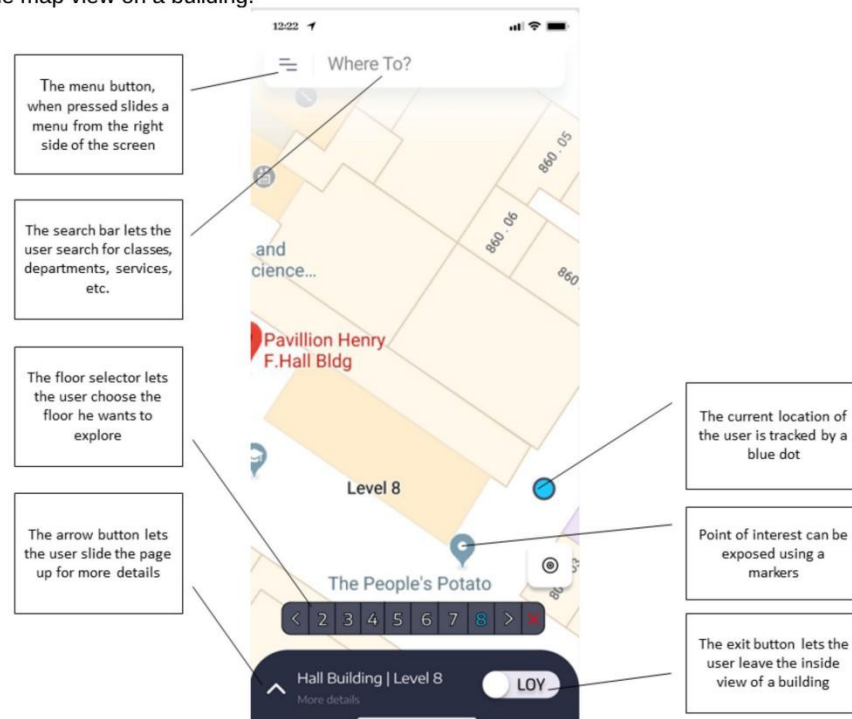 le map view on a building.
12:22
Where To?
The menu button,
when pressed slides a
menu from the right
side of the screen
860.05
860.06
860
The search bar lets the
user search for classes,
departments, services,
etc.
and
cience...
Pavillion Henry
F.Hall Bldg
The floor selector lets
the user choose the
floor he wants to
explore
The current location of
the user is tracked by a
blue dot
Level 8
The arrow button lets
the user slide the page
up for more details
Point of interest can be
exposed using a
markers
The People's Potato
< 2 3 4 5 6 7 8 > ×
The exit button lets the
user leave the inside
view of a building
Hall Building | Level 8
More details
LOY